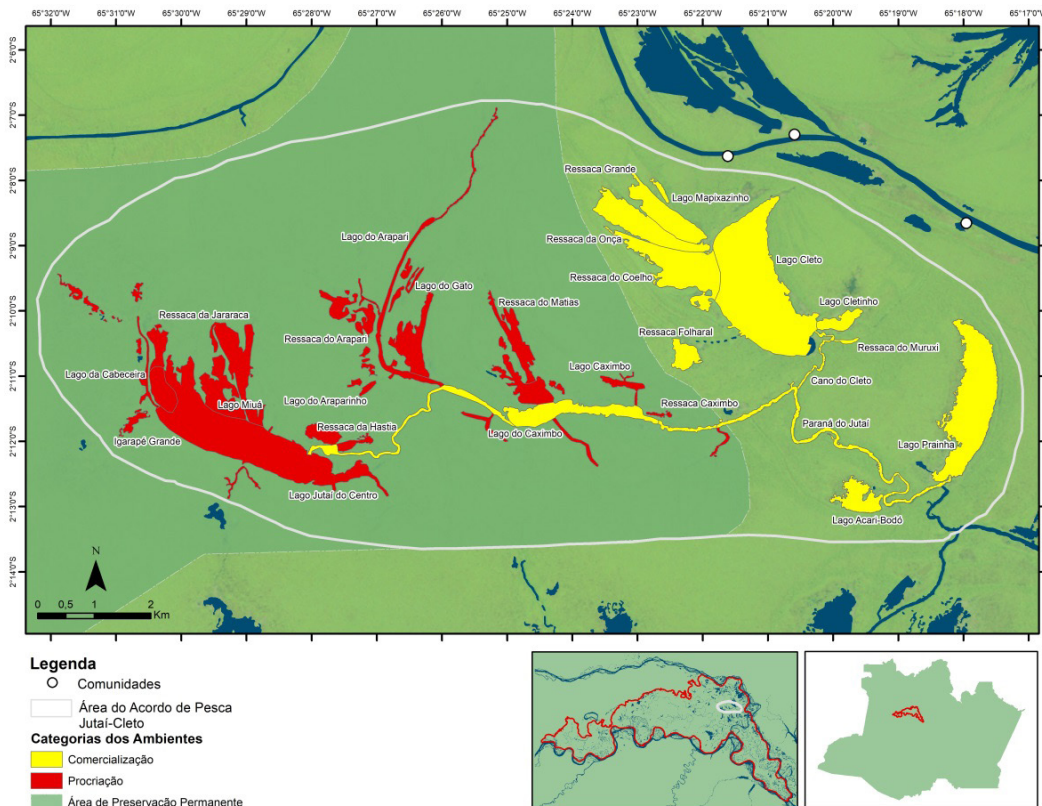 65°32'0"W 65°31'0"W 65°30'0"W 65°29'0"W 65°28'0"W 65°27'0"W 65°26'0"W 65°25'0"W 65°24'0"W 65°23'0"W 65°22'0"W 65°21'0"W 65°20'0"W 65°19'0"W 65°18'0"W 65°17'0"W
2°6'0"S
2°7'0"S
2°8'0"S
2°9'0"S
2°10'0"S
2°11'0"S
2°12'0"S
2°13'0"S
2°14'0"S
Ressaca Grande
Lago Mapixazinho
Lago do Arapari
Ressaca da Onça
Lago Cleto
Lago do Gato
Ressaca do Coelho
Ressaca do Matias
Lago Cletinho
Ressaca da Jararaca
Ressaca Folharal
Ressaca do Arapari
Ressaca do Muruxi
Lago Caximbo
Lago da Cabeceira
Cano do Cleto
Lago do Araparinho
Lago Miuá
Ressaca Caximbo
Paraná do Jutaí
Ressaca da Hastia
Lago do Caximbo
Igarapé Grande
Lago Prainha
Lago Jutaí do Centro
Lago Acari-Bodó
N
0 0,5 1 2
Km
Legenda
Comunidades
Área do Acordo de Pesca
Jutaí-Cleto
Categorias dos Ambientes
Comercialização
Procriação
Área de Preservação Permanente